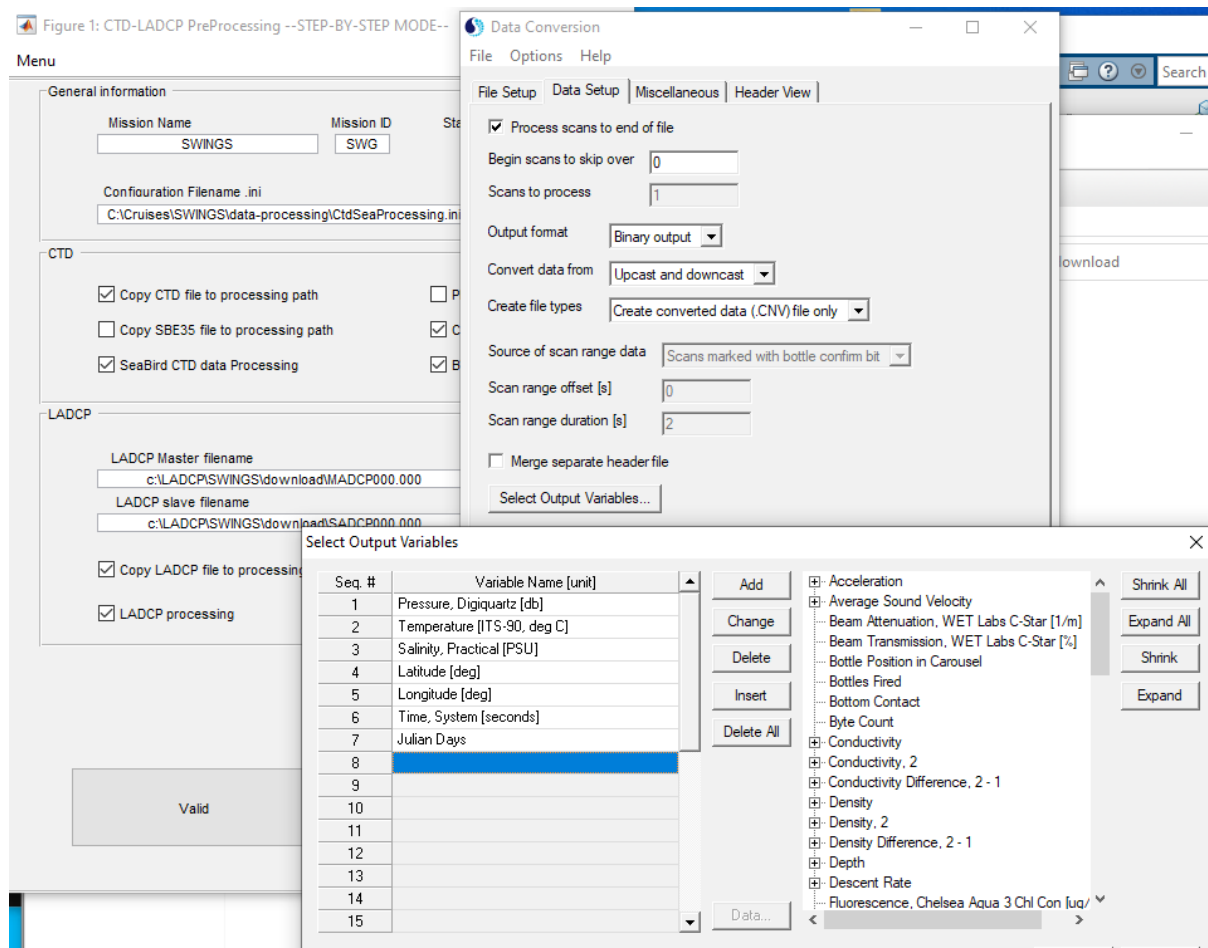 Figure 1: CTD-LADCP PreProcessing --STEP-BY-STEP MODE--
Menu
General information
Mission Name
Mission ID
SWINGS
SWG
Configuration Filename .ini
C:\Cruises\SWINGS\data-processing\CtdSeaProcessing.ini
CTD
Copy CTD file to processing path
P
Copy SBE35 file to processing path
C
SeaBird CTD data Processing
B
LADCP
LADCP Master filename
c:\LADCP\SWINGS\download\MADCP000.000
LADCP slave filename
c:\LADCP\SWINGS\download\SADCP000.000
Copy LADCP file to processing
LADCP processing
Valid
Data Conversion
File Options Help
File Setup Data Setup Miscellaneous Header View
Process scans to end of file
Begin scans to skip over 0
Scans to process 1
Output format Binary output
Convert data from Upcast and downcast
Create file types Create converted data (.CNV) file only
Source of scan range data Scans marked with bottle confirm bit
Scan range offset [s] 0
Scan range duration [s] 2
Merge separate header file
Select Output Variables...
Search
ownload
Select Output Variables
Seq. # Variable Name [unit]
1 Pressure, Digiquartz [db]
2 Temperature [ITS-90, deg C]
3 Salinity, Practical [PSU]
4 Latitude [deg]
5 Longitude [deg]
6 Time, System [seconds]
7 Julian Days
8
9
10
11
12
13
14
15
Add
Change
Delete
Insert
Delete All
Data...
Acceleration
Average Sound Velocity
Beam Attenuation, WET Labs C-Star [1/m]
Beam Transmission, WET Labs C-Star [%]
Bottle Position in Carousel
Bottles Fired
Bottom Contact
Byte Count
Conductivity
Conductivity, 2
Conductivity Difference, 2 - 1
Density
Density, 2
Density Difference, 2 - 1
Depth
Descent Rate
Fluorescence, Chelsea Aqua 3 Chl Con [ug/
Shrink All
Expand All
Shrink
Expand